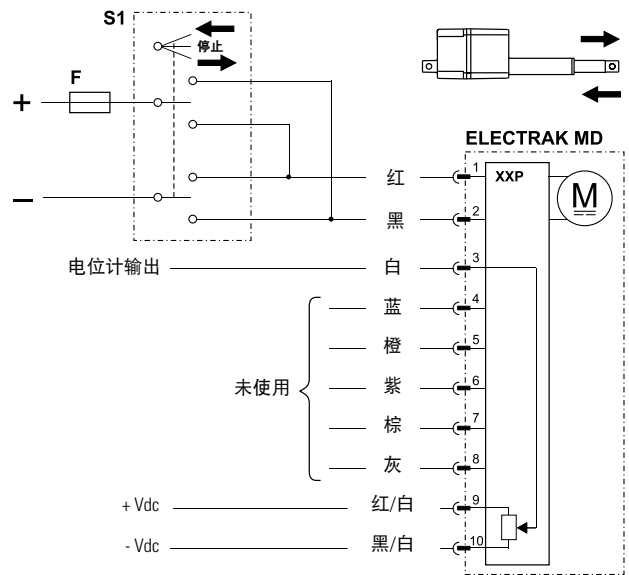 S1
停止
F
+
−
ELECTRAK MD
XXP
M
红 1
黑 2
电位计输出 白 3
蓝 4
橙 5
未使用 紫 6
棕 7
灰 8
+ Vdc 红/白 9
- Vdc 黑/白 10